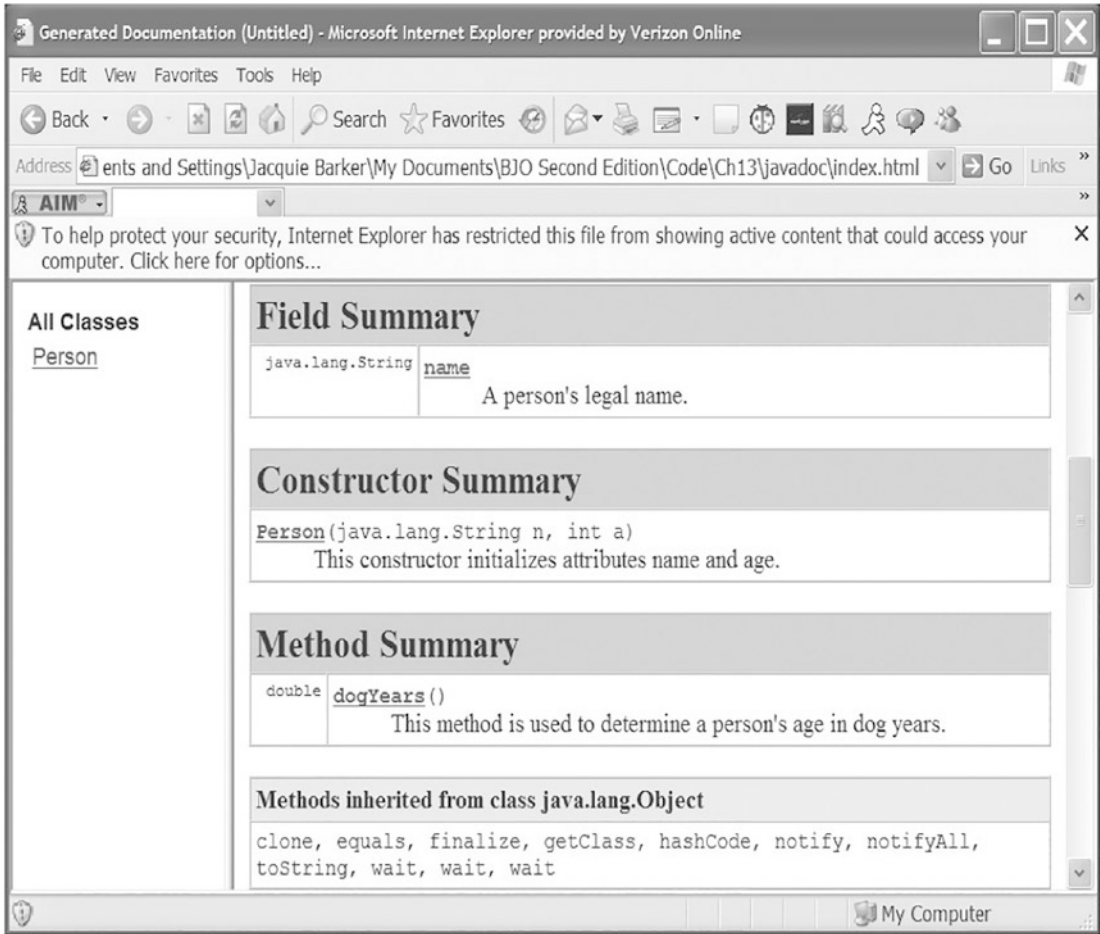 Generated Documentation (Untitled) - Microsoft Internet Explorer provided by Verizon Online
File Edit View Favorites Tools Help
Back Search Favorites
Address ents and Settings\Jacquie Barker\My Documents\BJO Second Edition\Code\Ch13\javadoc\index.html Go Links »
AIM® »
To help protect your security, Internet Explorer has restricted this file from showing active content that could access your
computer. Click here for options...
All Classes
Person
Field Summary
java.lang.String name
A person's legal name.
Constructor Summary
Person(java.lang.String n, int a)
This constructor initializes attributes name and age.
Method Summary
double dogYears()
This method is used to determine a person's age in dog years.
Methods inherited from class java.lang.Object
clone, equals, finalize, getClass, hashCode, notify, notifyAll,
toString, wait, wait, wait
My Computer